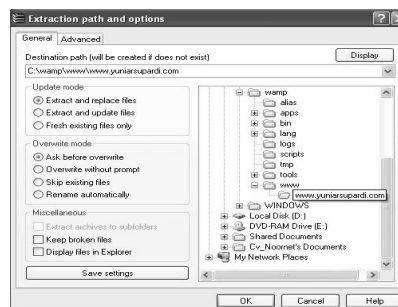 Extraction path and options
General Advanced
Destination path (will be created if does not exist)
Display
C:\wamp\www\www.yuniarsupardi.com
Update mode
Extract and replace files
Extract and update files
Fresh existing files only
Overwrite mode
Ask before overwrite
Overwrite without prompt
Skip existing files
Rename automatically
Miscellaneous
Extract archives to subfolders
Keep broken files
Display files in Explorer
Save settings
wamp
alias
apps
bin
lang
logs
scripts
tmp
tools
www
www.yuniarsupardi.com
WINDOWS
Local Disk (D:)
DVD-RAM Drive (E:)
Shared Documents
Cv_Noornet's Documents
My Network Places
OK Cancel Help